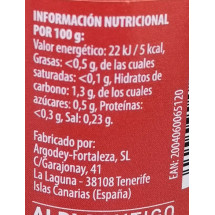 INFORMACIÓN NUTRICIONAL
POR 100 g:
Valor energético: 22 kJ / 5 kcal,
Grasas: <0,5 g, de las cuales
saturadas: <0,1 g, Hidratos de
carbono: 1,3 g, de los cuales
azúcares: 0,5 g, Proteínas:
<0,3 g, Sal: 0,23 g.
Fabricado por:
Argodey-Fortaleza, SL
C/Garajonay, 41
La Laguna - 38108 Tenerife
Islas Canarias (España)
EAN: 2004060065120